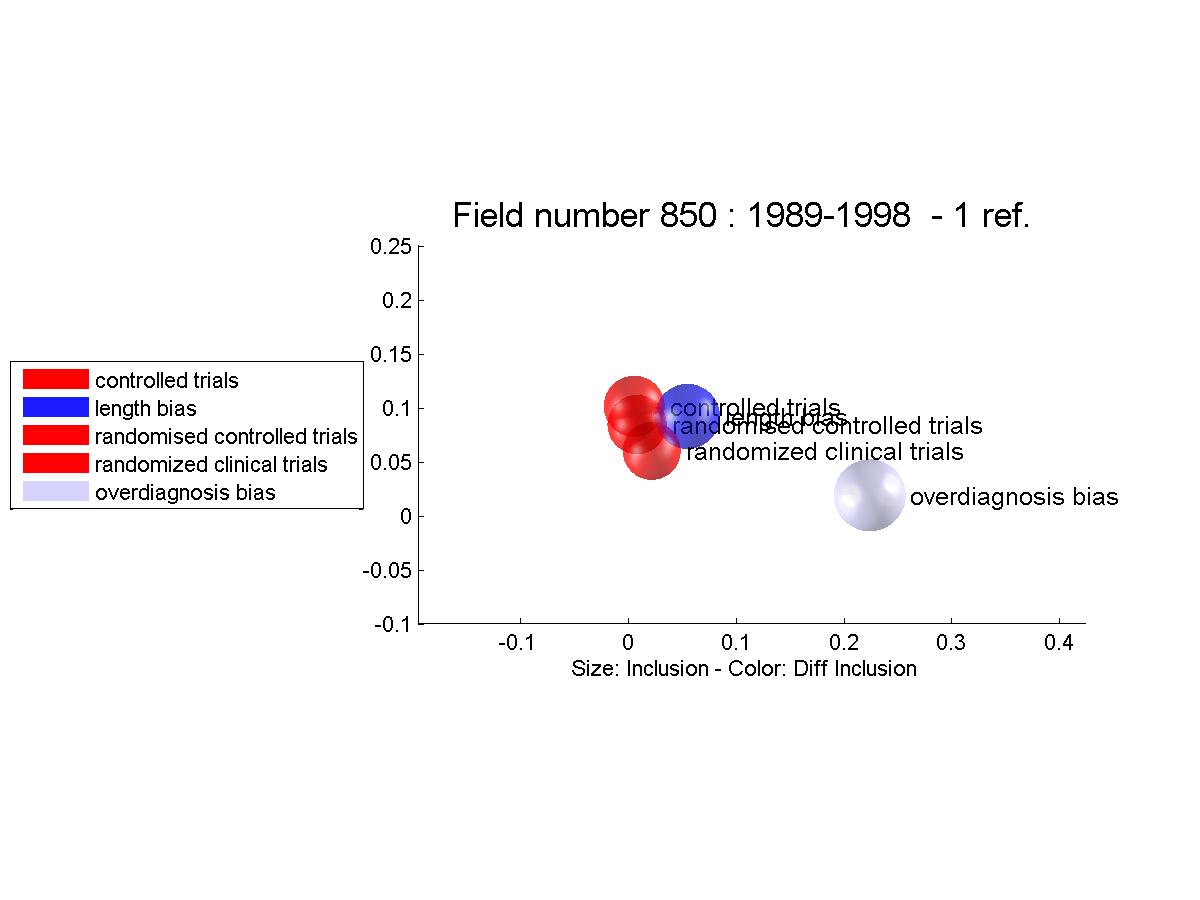 Field number 850 : 1989-1998  - 1 ref.
0.25
0.2
0.15
0.1
0.05
0
-0.05
-0.1
-0.1
0
0.1
0.2
0.3
0.4
Size: Inclusion - Color: Diff Inclusion
controlled trials
length bias
randomised controlled trials
randomized clinical trials
overdiagnosis bias
controlled trials
length bias
randomised controlled trials
randomized clinical trials
overdiagnosis bias